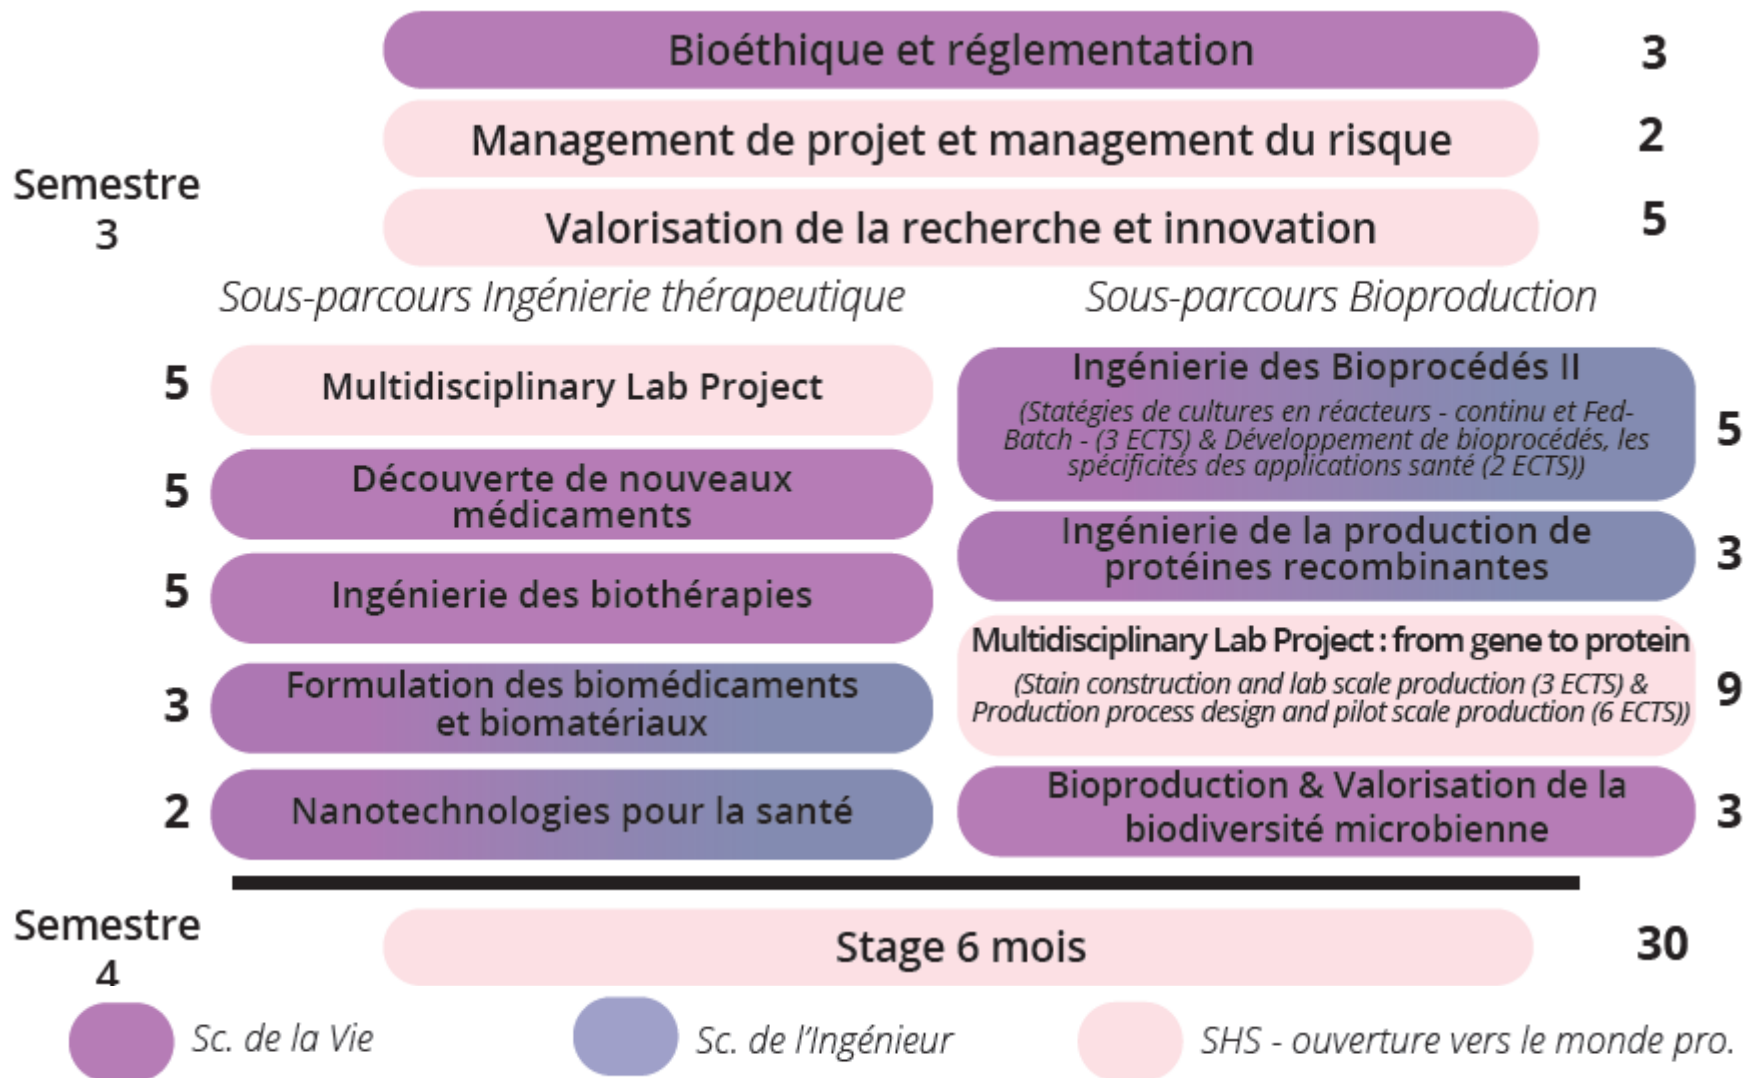 Bioéthique et réglementation
3
Management de projet et management du risque
2
Semestre
3
Valorisation de la recherche et innovation
5
Sous-parcours Ingénierie thérapeutique
5
Multidisciplinary Lab Project
5
Découverte de nouveaux
médicaments
5
Ingénierie des biothérapies
3
Formulation des biomédicaments
et biomatériaux
2
Nanotechnologies pour la santé
Sous-parcours Bioproduction
Ingénierie des Bioprocédés II
(Statégies de cultures en réacteurs - continu et Fed-
Batch - (3 ECTS) & Développement de bioprocédés, les
spécificités des applications santé (2 ECTS))
5
Ingénierie de la production de
protéines recombinantes
3
Multidisciplinary Lab Project : from gene to protein
(Stain construction and lab scale production (3 ECTS) &
Production process design and pilot scale production (6 ECTS))
9
Bioproduction & Valorisation de la
biodiversité microbienne
3
Semestre
4
Stage 6 mois
30
Sc. de la Vie
Sc. de l'Ingénieur
SHS - ouverture vers le monde pro.